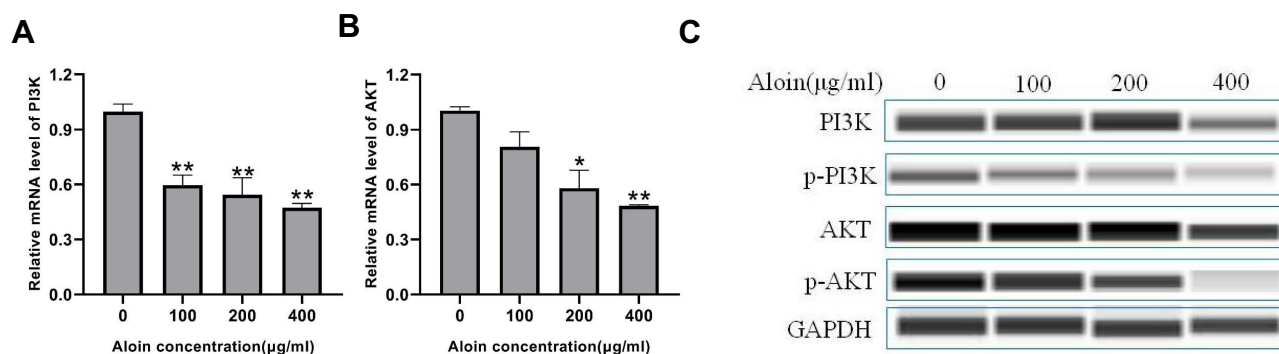 A
Relative mRNA level of PI3K
1.2
0.9
0.6
0.3
0.0
**
**
**
0 100 200 400
Aloin concentration(μg/ml)
B
Relative mRNA level of AKT
1.2
0.9
0.6
0.3
0.0
*
**
0 100 200 400
Aloin concentration(μg/ml)
C
Aloin(μg/ml) 0 100 200 400
PI3K
p-PI3K
AKT
p-AKT
GAPDH